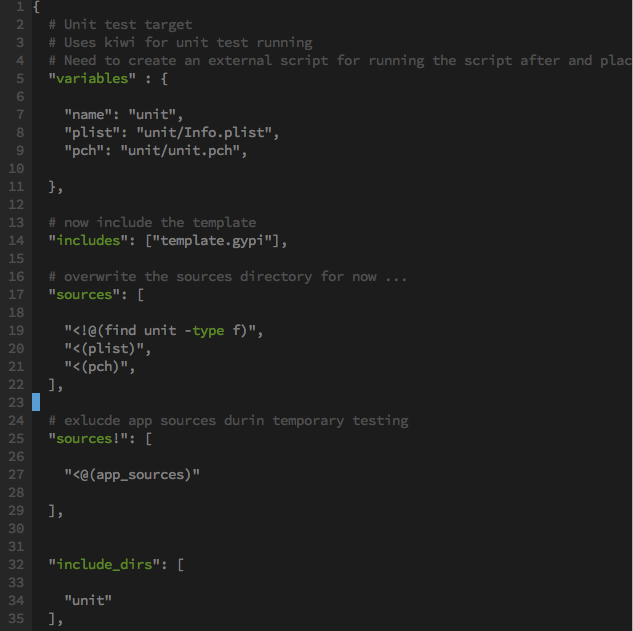 1 {
2 # Unit test target
3 # Uses kiwi for unit test running
4 # Need to create an external script for running the script after and plac
5 "variables" : {
6
7 "name": "unit",
8 "plist": "unit/Info.plist",
9 "pch": "unit/unit.pch",
10
11 },
12
13 # now include the template
14 "includes": ["template.gypi"],
15
16 # overwrite the sources directory for now ...
17 "sources": [
18
19 "<!@(find unit -type f)",
20 "<(plist)",
21 "<(pch)",
22 ],
23
24 # exlucde app sources durin temporary testing
25 "sources!": [
26
27 "<@(app_sources)"
28
29 ],
30
31
32 "include_dirs": [
33
34 "unit"
35 ],